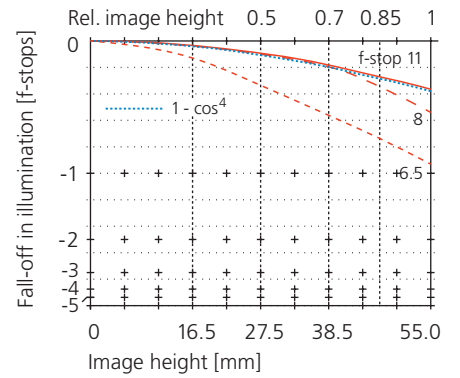 Rel. image height 0.5 0.7 0.85 1
0
f-stop 11
1 - cos⁴
8
-1
6.5
-2
-3
-4
-5
Fall-off in illumination [f-stops]
0 16.5 27.5 38.5 55.0
Image height [mm]